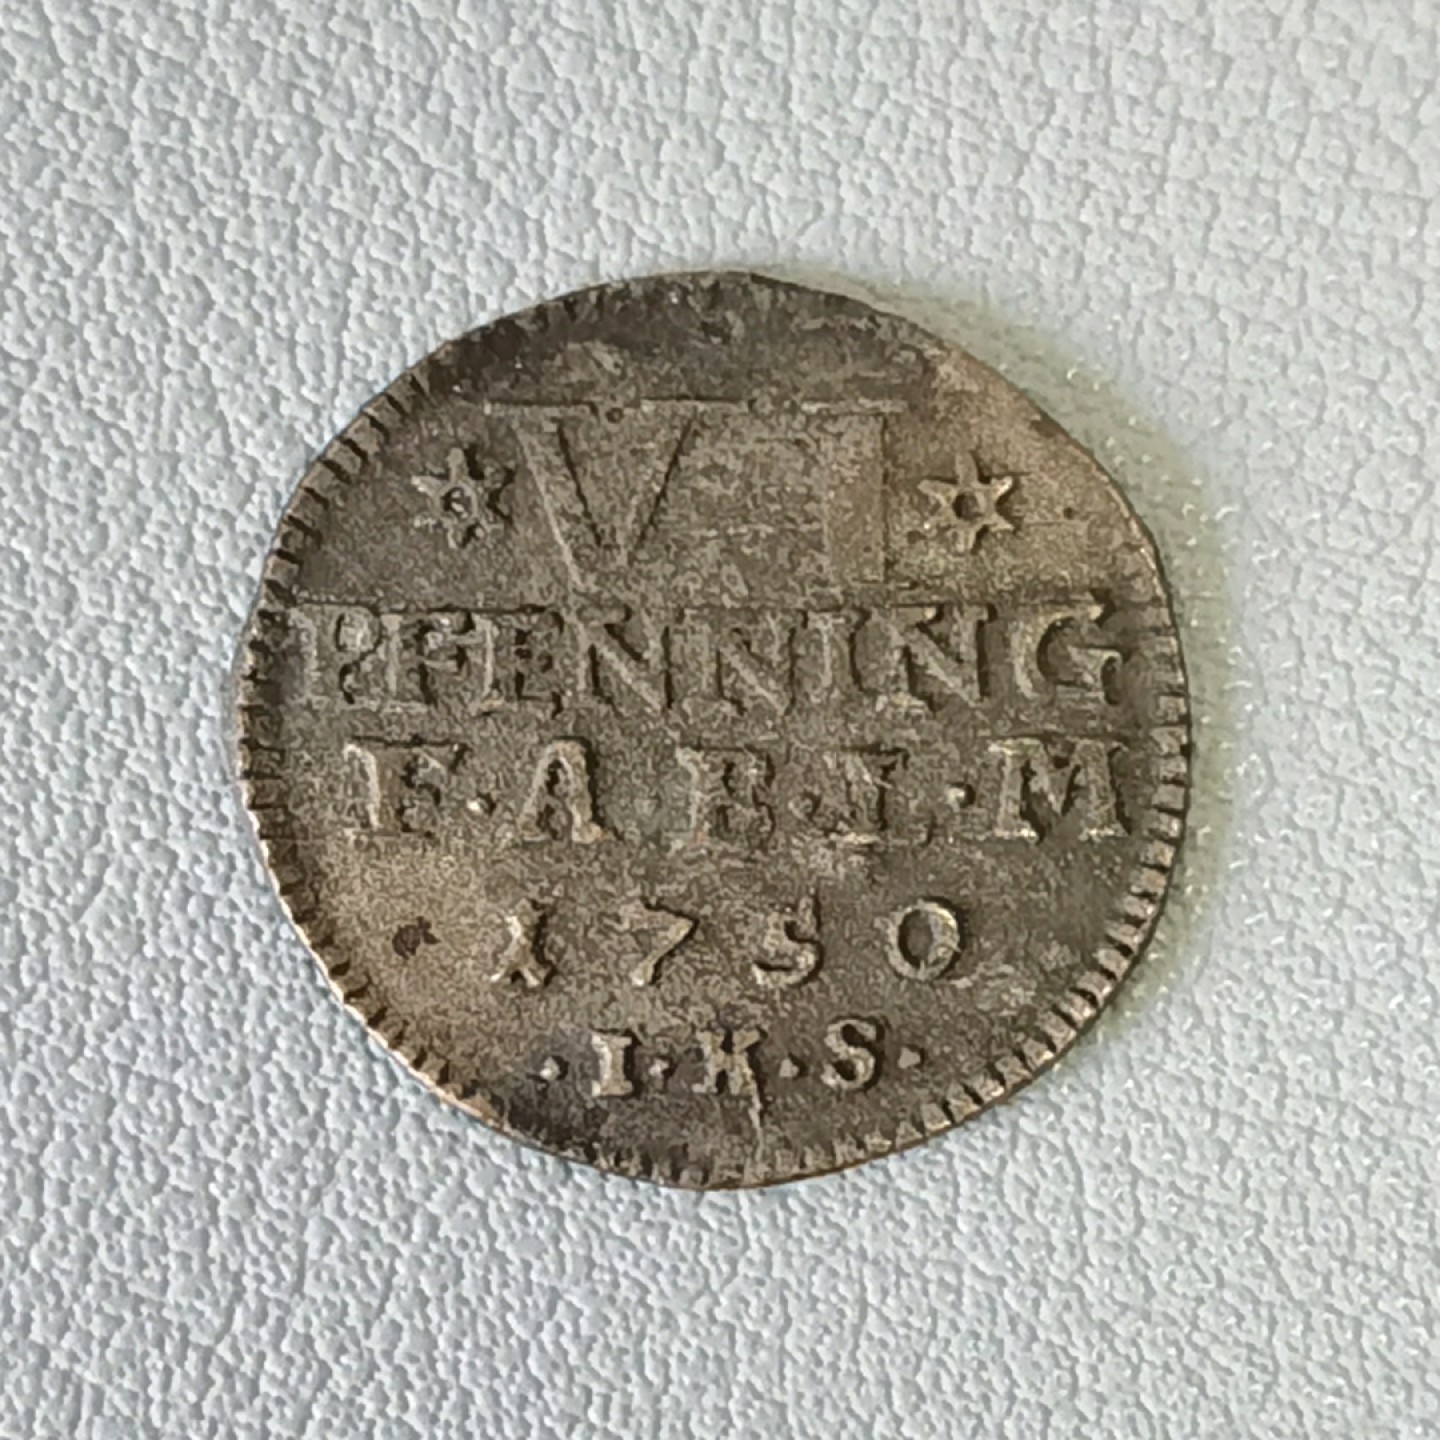 VI
PFENNING
F·A·B·L·M
1750
·I·H·S·